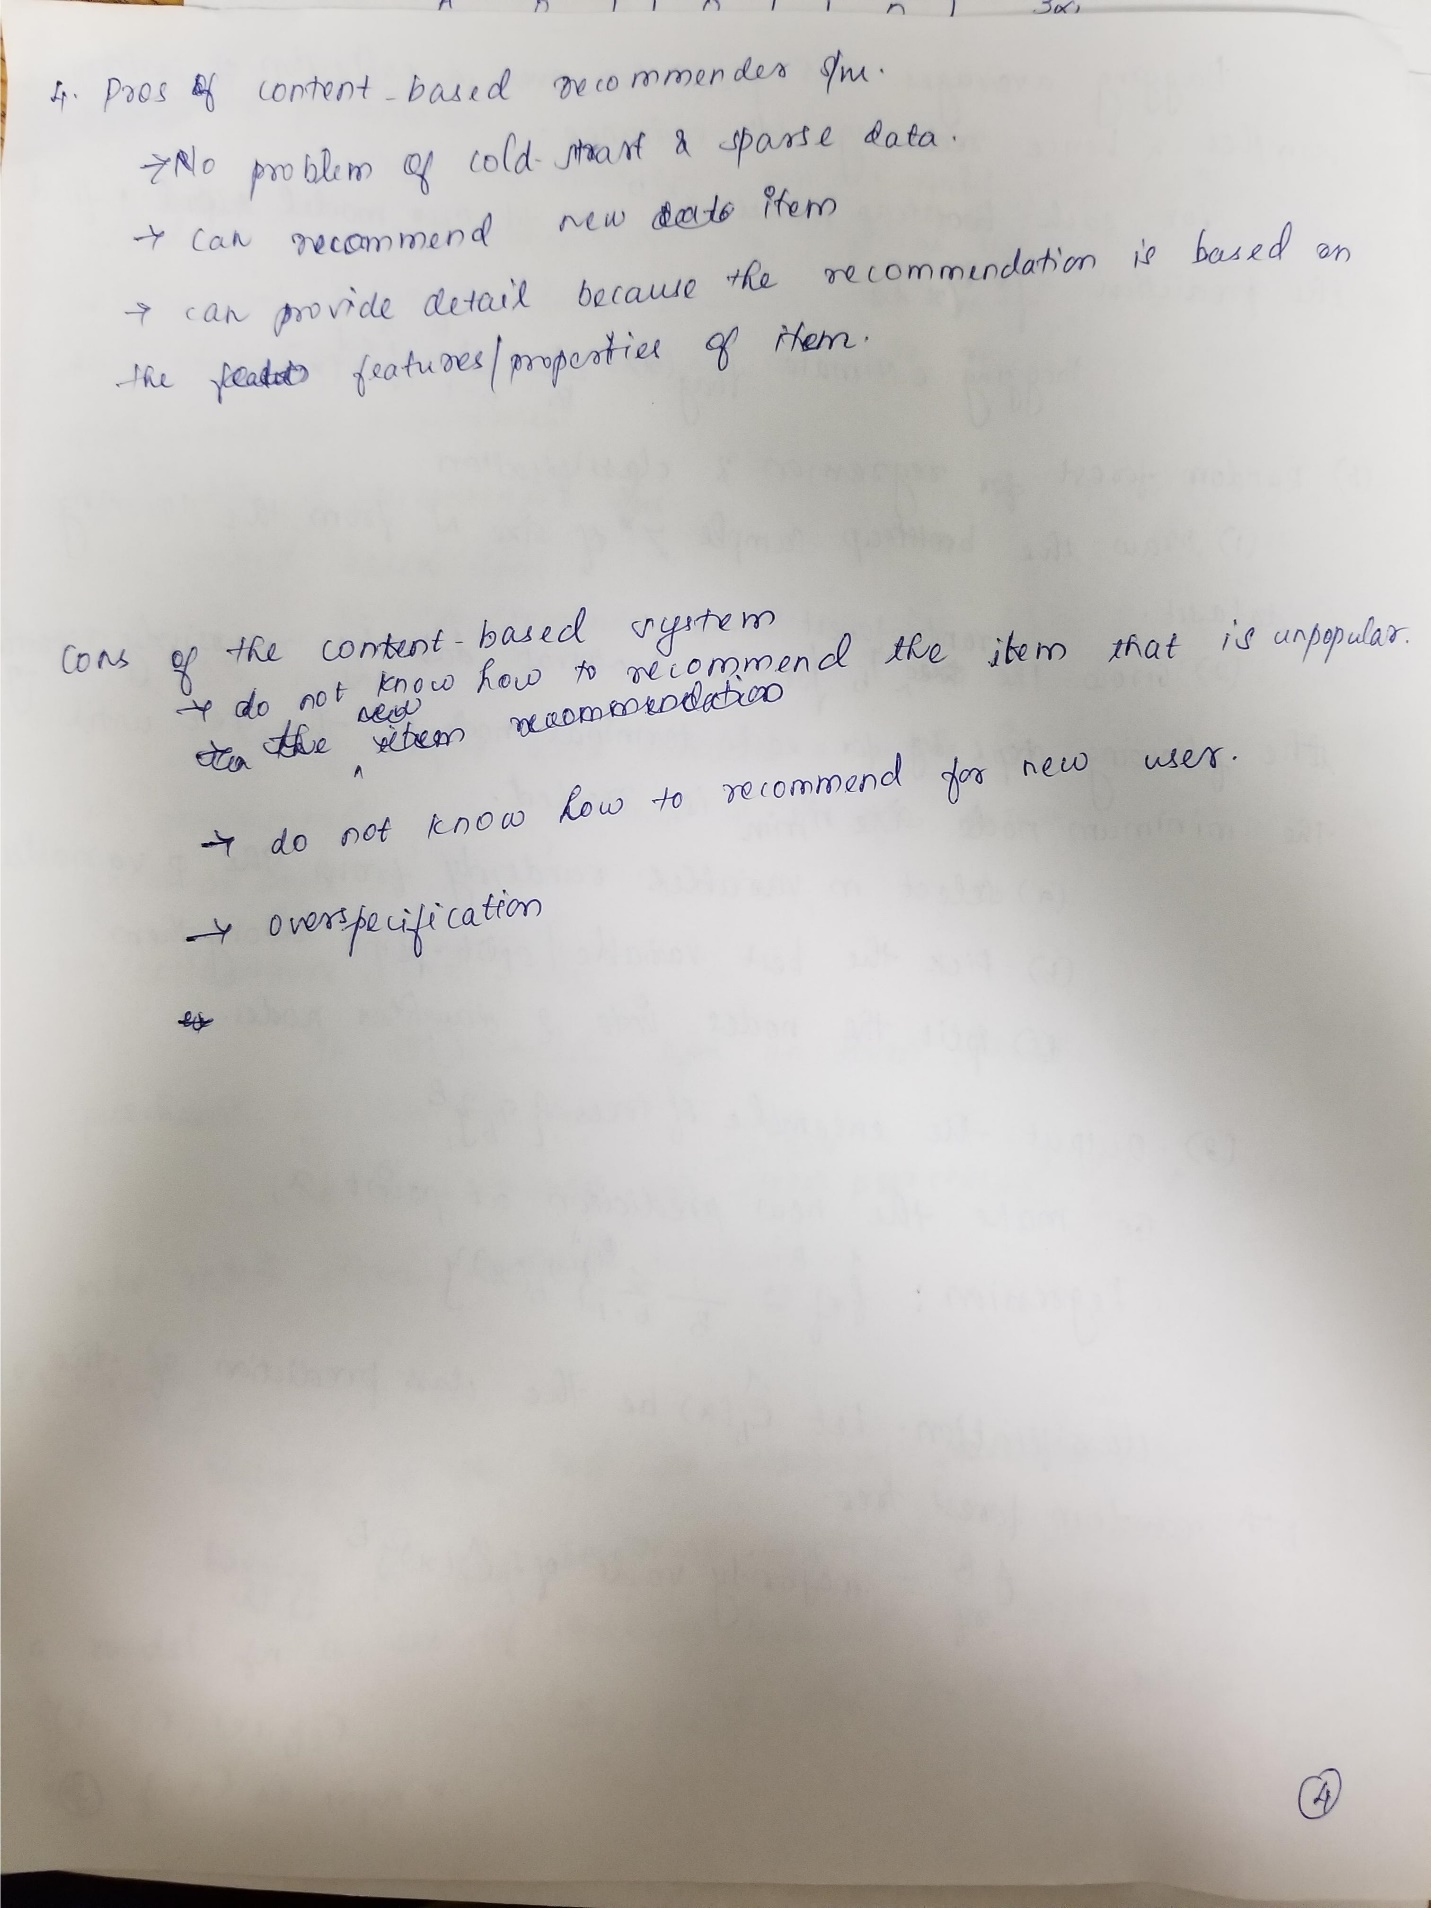 4. Pros of content-based recommender s/m.
→ No problem of cold-start & sparse data.
→ can recommend new item
→ can provide detail because the recommendation is based on
the features/properties of item.
Cons of the content-based system
→ do not know how to recommend the item that is unpopular.
the new item recommendation
→ do not know how to recommend for new user.
→ overspecification
4